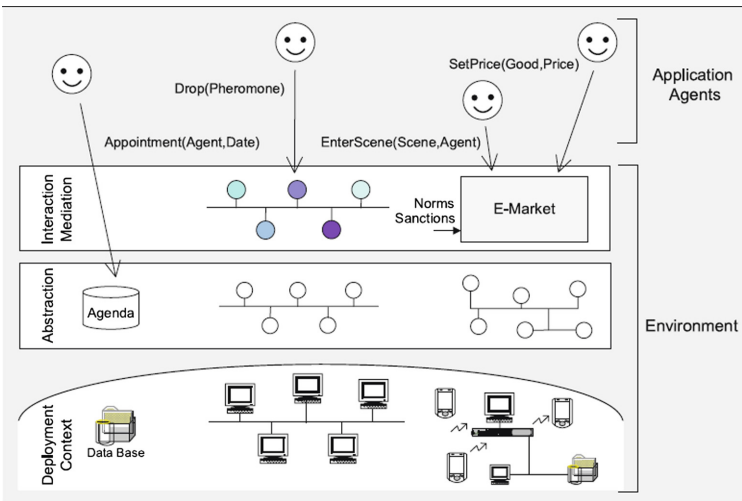 SetPrice(Good,Price)
Drop(Pheromone)
Application
Agents
Appointment(Agent,Date)
EnterScene(Scene,Agent)
Interaction
Mediation
Norms
Sanctions
E-Market
Abstraction
Agenda
Environment
Deployment
Context
Data Base